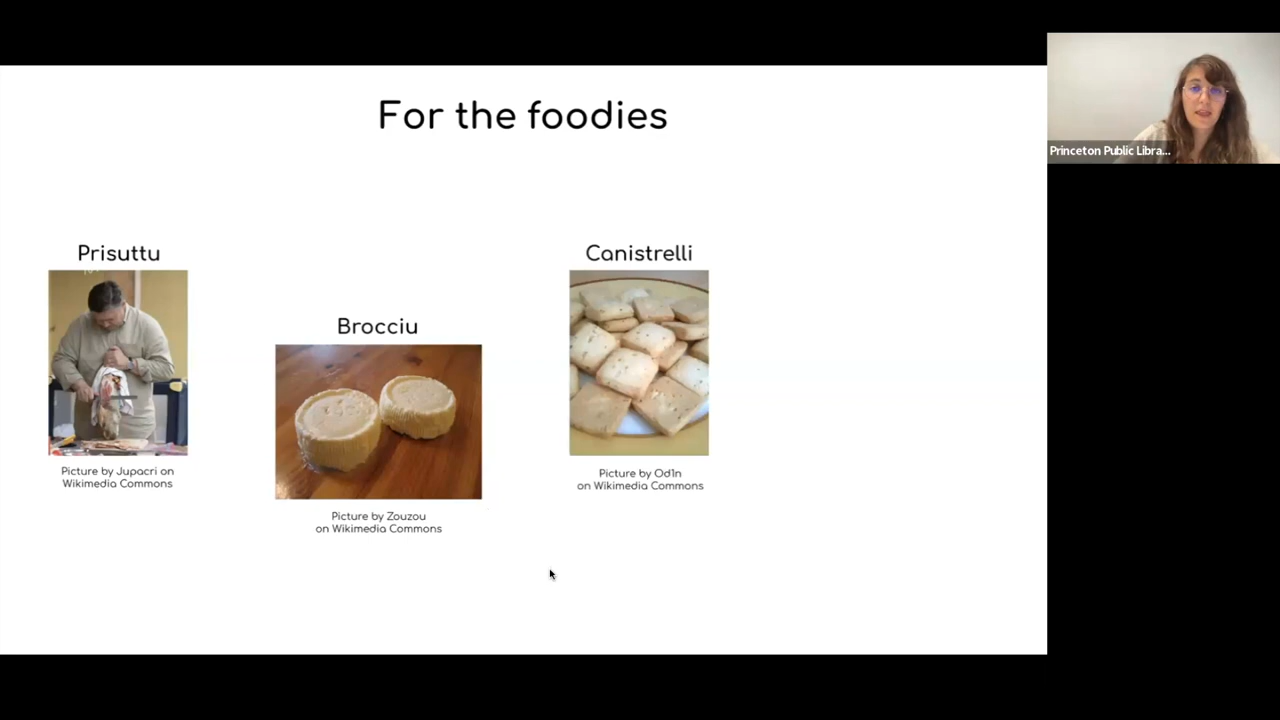 For the foodies
Princeton Public Libra...
Prisuttu
Canistrelli
Brocciu
Picture by Jupacri on
Wikimedia Commons
Picture by Od1n
on Wikimedia Commons
Picture by Zouzou
on Wikimedia Commons